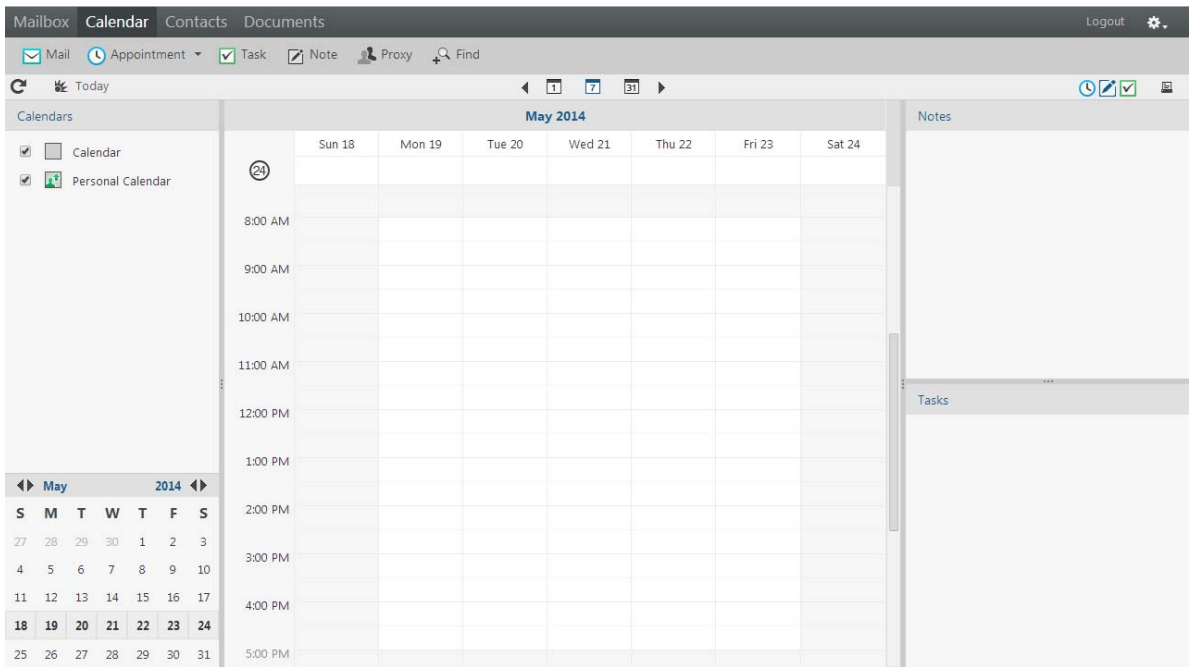 Mailbox Calendar Contacts Documents Logout
Mail Appointment Task Note Proxy Find
Today 1 7 31
Calendars
Calendar
Personal Calendar
May 2014
S M T W T F S
27 28 29 30 1 2 3
4 5 6 7 8 9 10
11 12 13 14 15 16 17
18 19 20 21 22 23 24
25 26 27 28 29 30 31
May 2014
Sun 18 Mon 19 Tue 20 Wed 21 Thu 22 Fri 23 Sat 24
24
8:00 AM
9:00 AM
10:00 AM
11:00 AM
12:00 PM
1:00 PM
2:00 PM
3:00 PM
4:00 PM
5:00 PM
Notes
Tasks